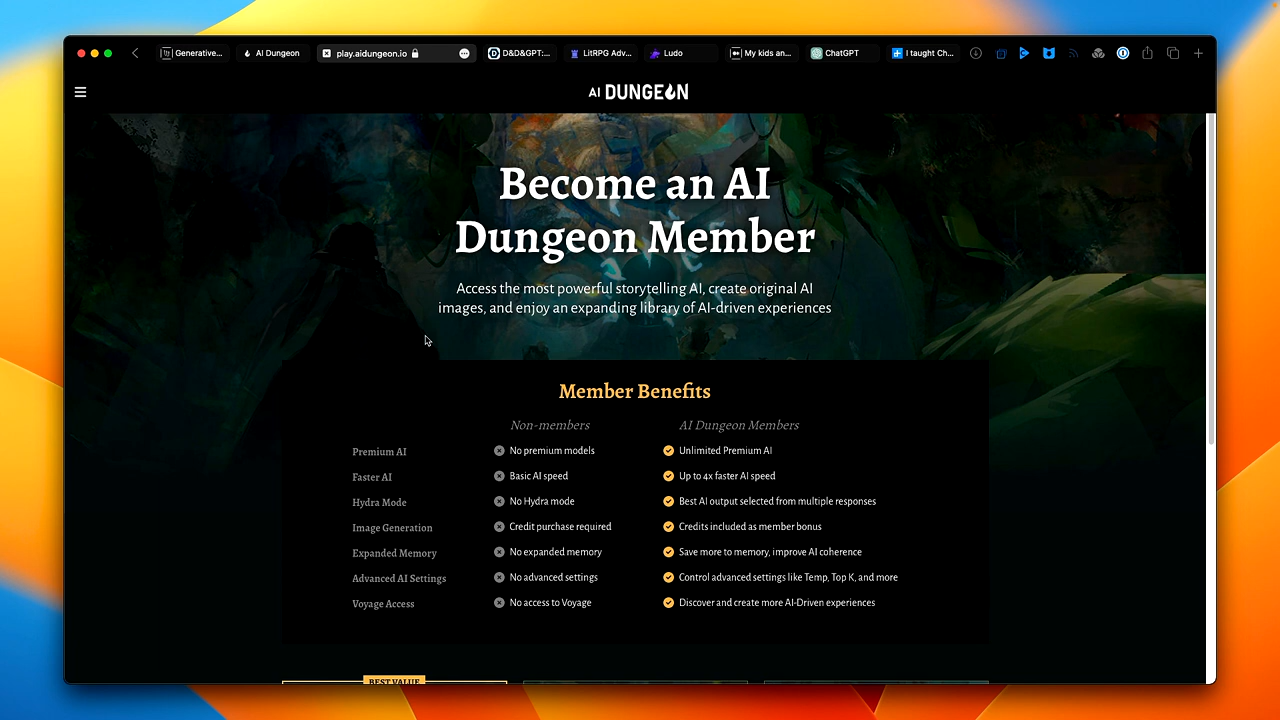 Generative...
AI Dungeon
play.aidungeon.io
D&D&GPT:...
LitRPG Adv...
Ludo
My kids an...
ChatGPT
I taught Ch...
AI DUNGEON
Become an AI
Dungeon Member
Access the most powerful storytelling AI, create original AI
images, and enjoy an expanding library of AI-driven experiences
Member Benefits
Non-members AI Dungeon Members
Premium AI No premium models Unlimited Premium AI
Faster AI Basic AI speed Up to 4x faster AI speed
Hydra Mode No Hydra mode Best AI output selected from multiple responses
Image Generation Credit purchase required Credits included as member bonus
Expanded Memory No expanded memory Save more to memory, improve AI coherence
Advanced AI Settings No advanced settings Control advanced settings like Temp, Top K, and more
Voyage Access No access to Voyage Discover and create more AI-Driven experiences
BEST VALUE